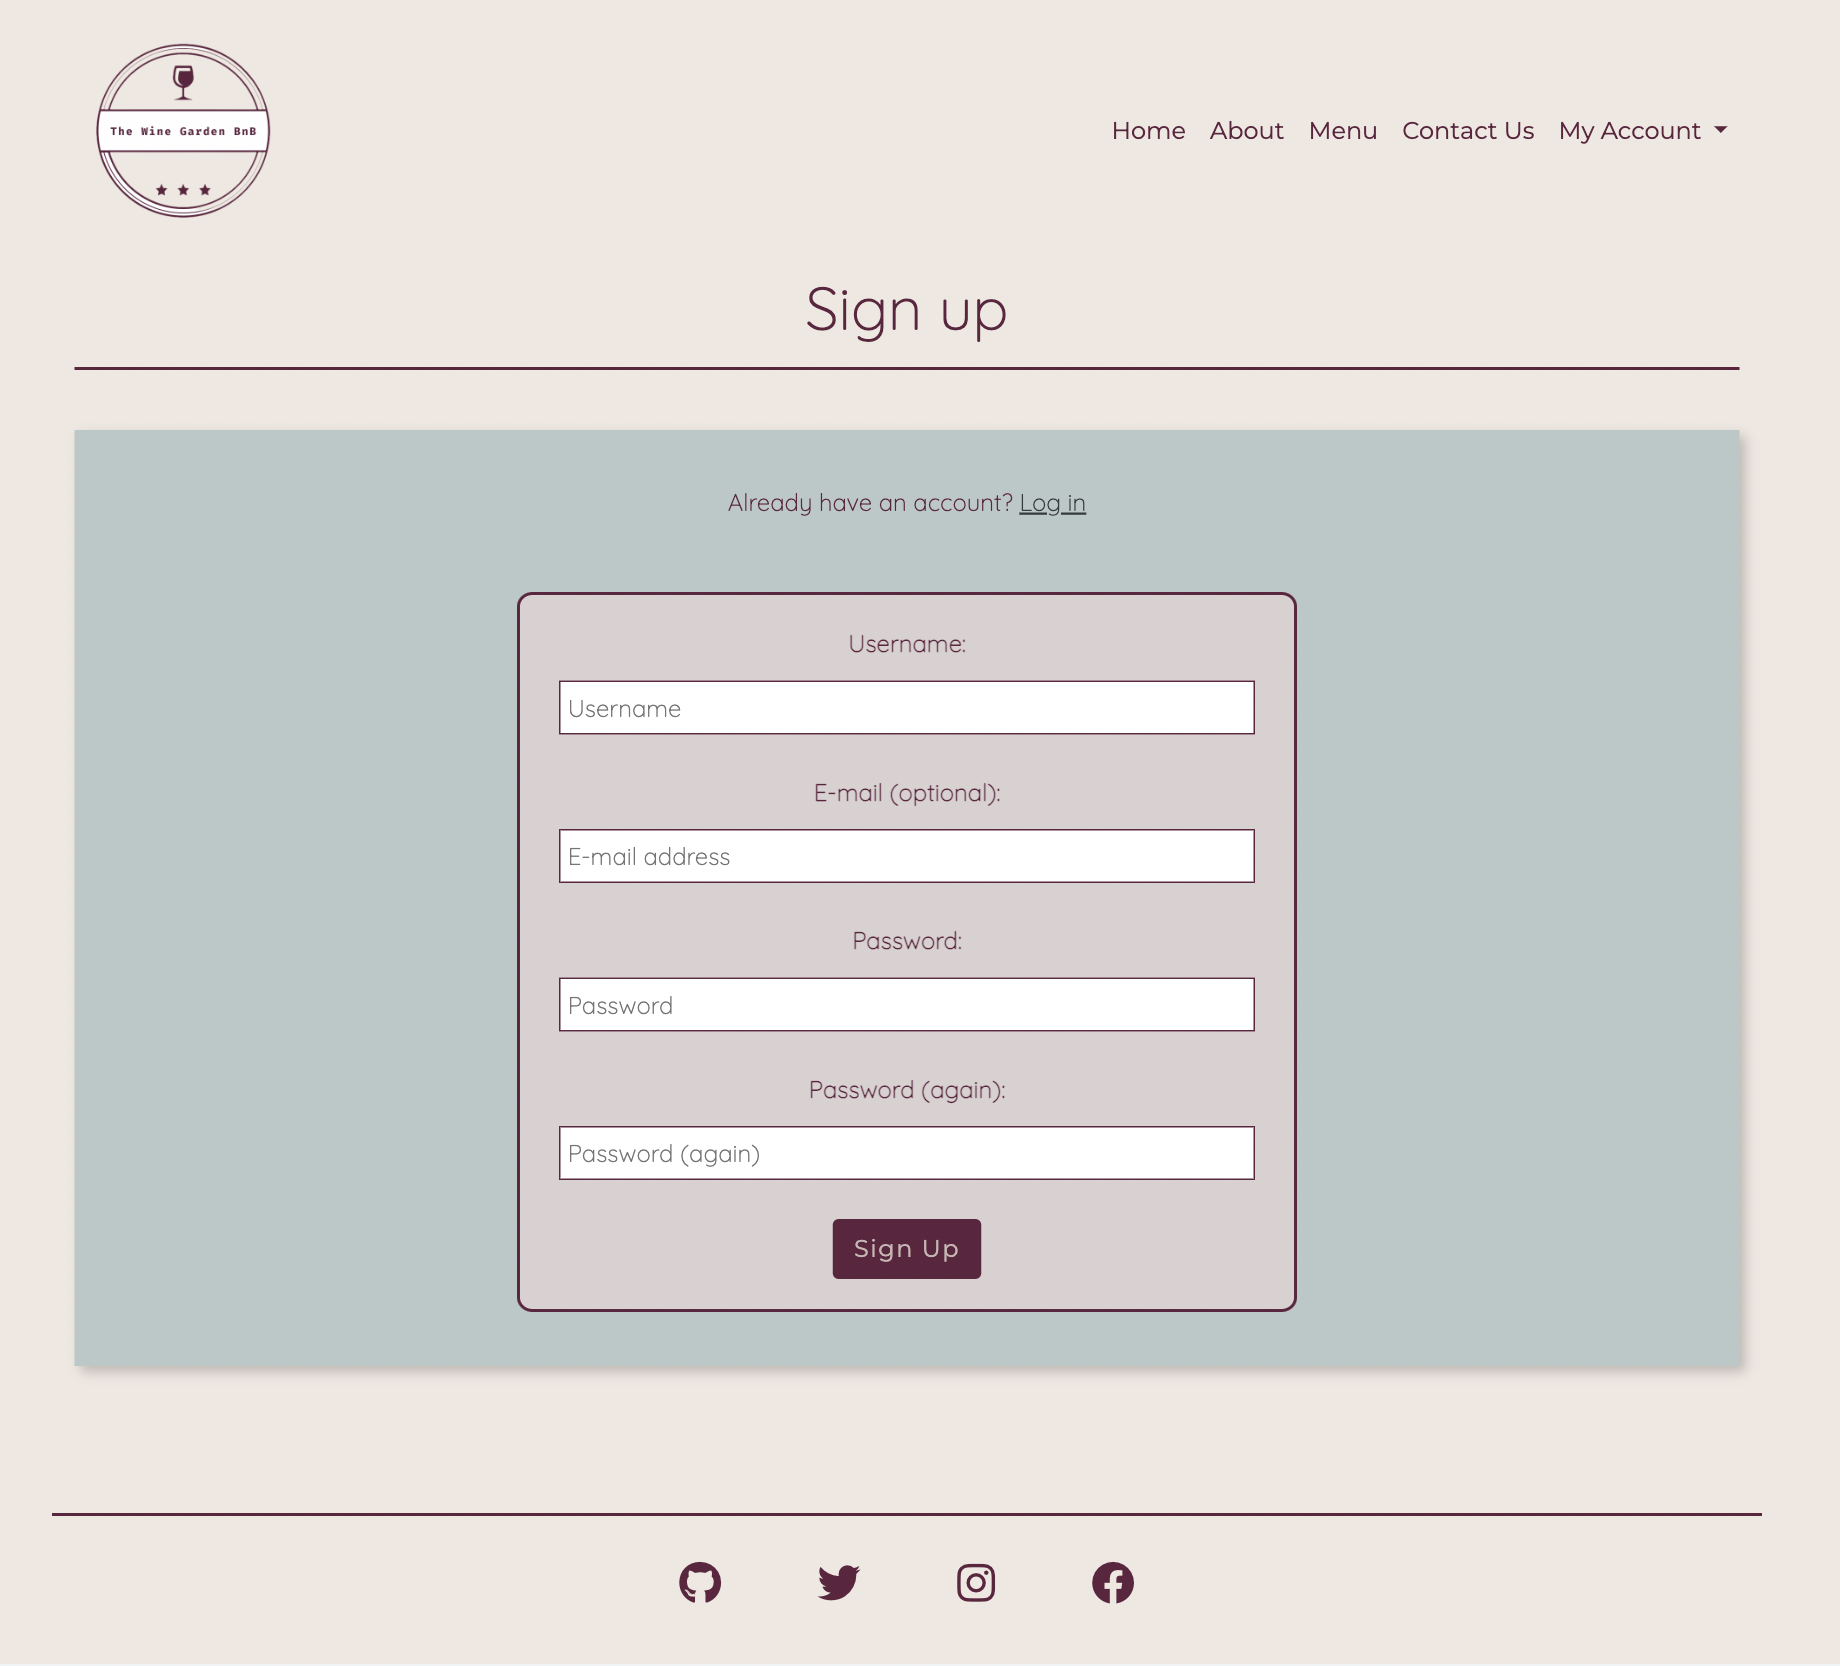 The Wine Garden BnB
Home About Menu Contact Us My Account
Sign up
Already have an account? Log in
Username:
Username
E-mail (optional):
E-mail address
Password:
Password
Password (again):
Password (again)
Sign Up